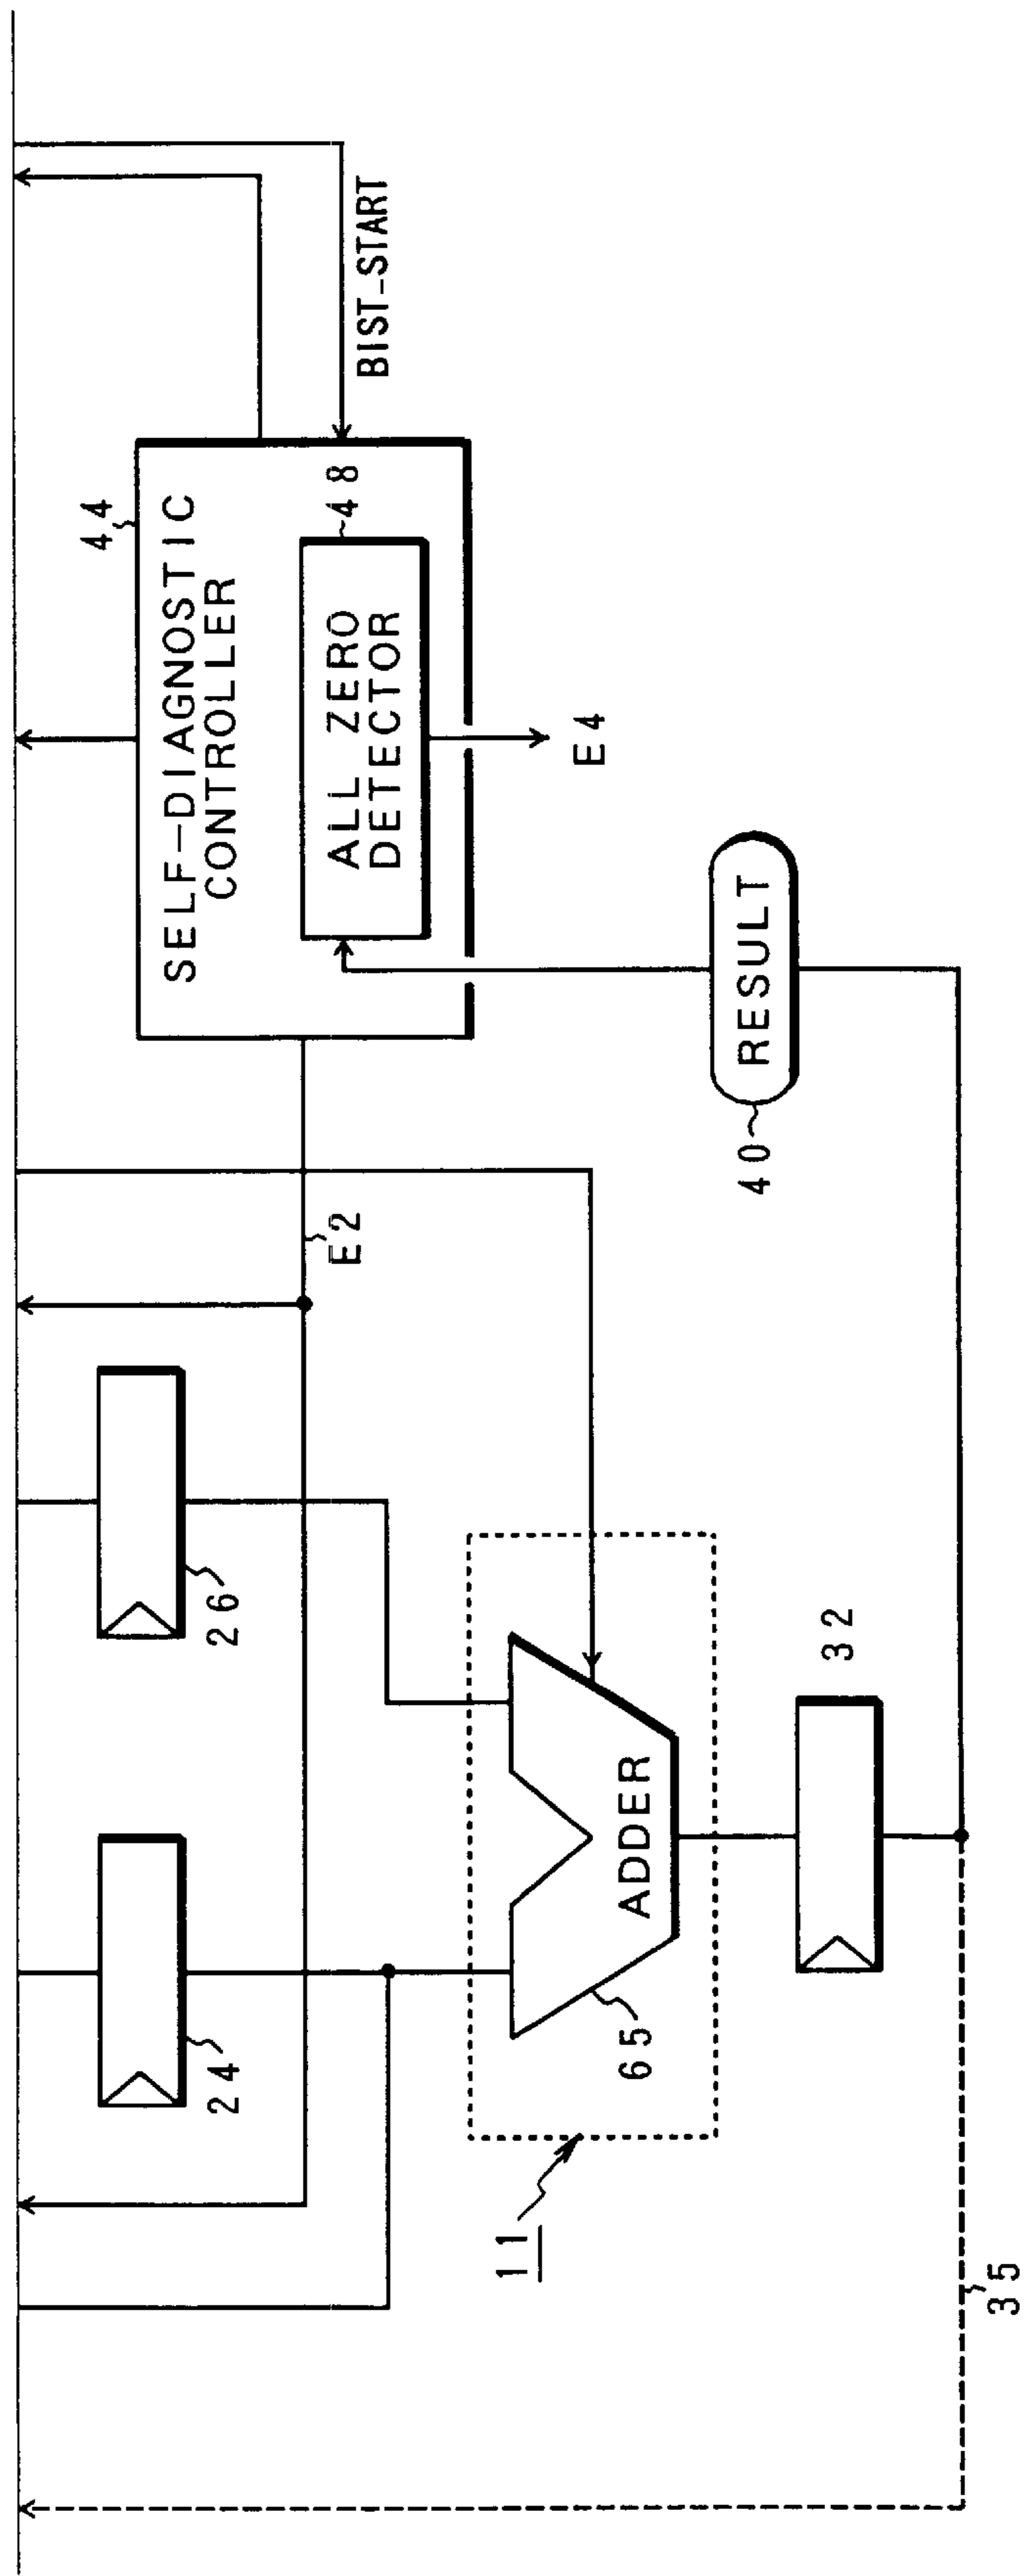 24
26
E2
44
SELF-DIAGNOSTIC
CONTROLLER
48
ALL ZERO
DETECTOR
BIST-START
E4
11
65
ADDER
32
40
RESULT
35